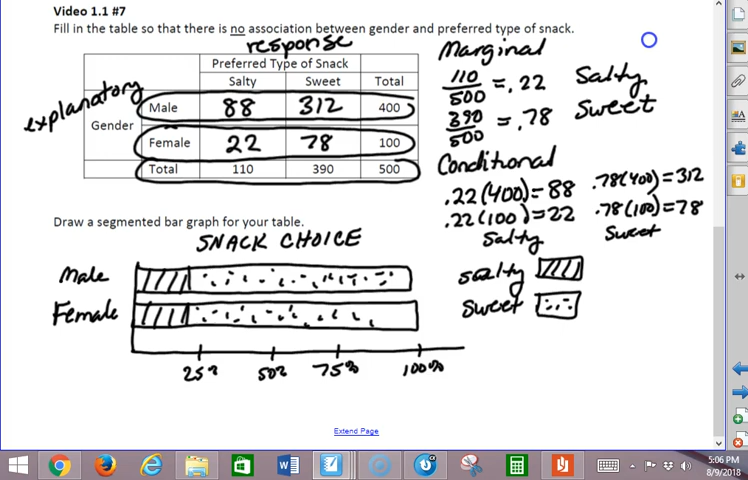 Video 1.1 #7
Fill in the table so that there is no association between gender and preferred type of snack.
response
Preferred Type of Snack
Salty Sweet Total
explanatory
Gender
Male 88 312 400
Female 22 78 100
Total 110 390 500
Marginal
110/500 = .22 Salty
390/500 = .78 Sweet
Conditional
.22(400)=88 .78(400)=312
.22(100)=22 .78(100)=78
Salty Sweet
Draw a segmented bar graph for your table.
SNACK CHOICE
Male
Female
25% 50% 75% 100%
Salty
Sweet
Extend Page
5:06 PM
8/9/2018